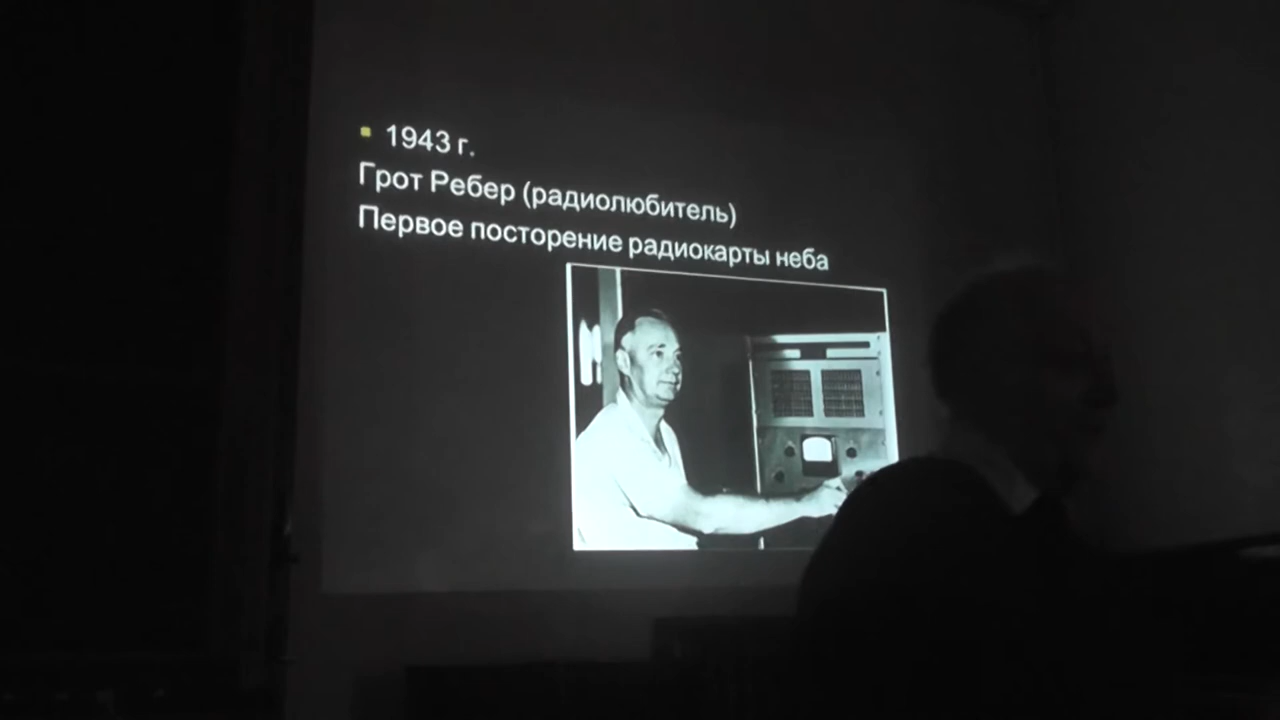 1943 г.
Грот Ребер (радиолюбитель)
Первое посторение радиокарты неба